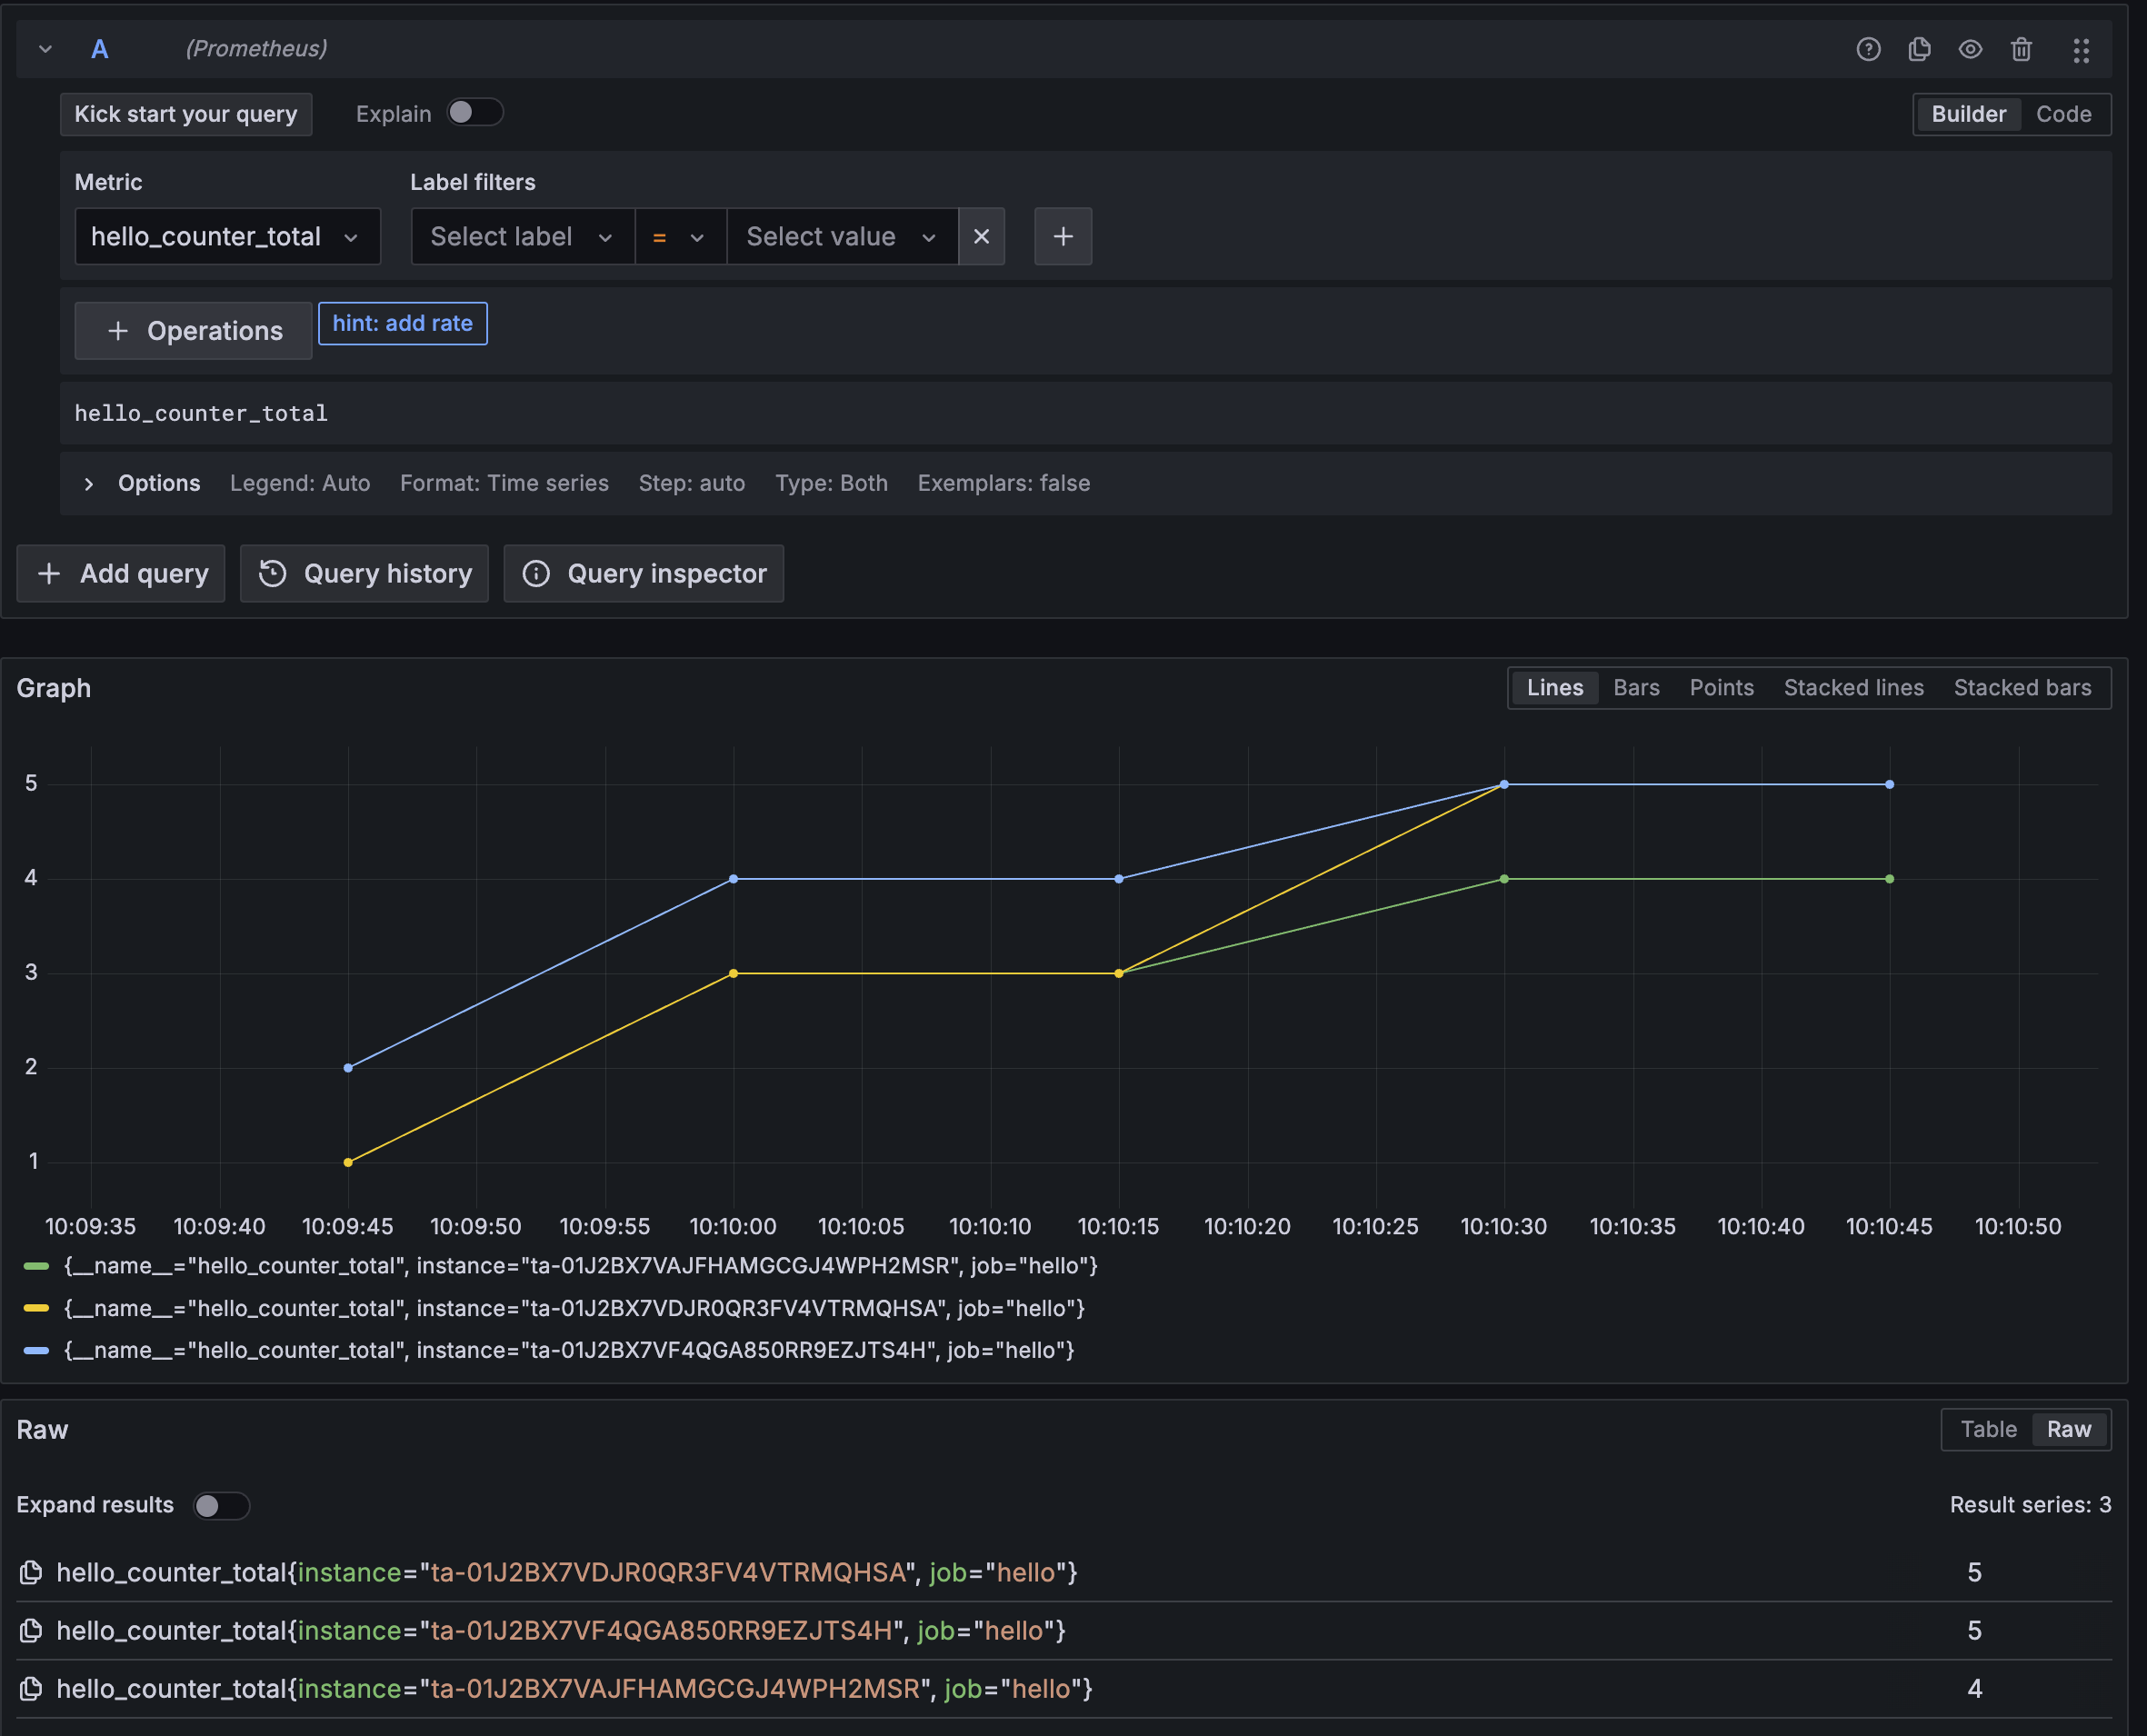 A (Prometheus)
Kick start your query Explain Builder Code
Metric Label filters
hello_counter_total Select label = Select value
Operations hint: add rate
hello_counter_total
Options Legend: Auto Format: Time series Step: auto Type: Both Exemplars: false
Add query Query history Query inspector
Graph Lines Bars Points Stacked lines Stacked bars
5
4
3
2
1
10:09:35 10:09:40 10:09:45 10:09:50 10:09:55 10:10:00 10:10:05 10:10:10 10:10:15 10:10:20 10:10:25 10:10:30 10:10:35 10:10:40 10:10:45 10:10:50
{__name__="hello_counter_total", instance="ta-01J2BX7VAJFHAMGCGJ4WPH2MSR", job="hello"}
{__name__="hello_counter_total", instance="ta-01J2BX7VDJR0QR3FV4VTRMQHSA", job="hello"}
{__name__="hello_counter_total", instance="ta-01J2BX7VF4QGA850RR9EZJTS4H", job="hello"}
Raw Table Raw
Expand results Result series: 3
hello_counter_total{instance="ta-01J2BX7VDJR0QR3FV4VTRMQHSA", job="hello"} 5
hello_counter_total{instance="ta-01J2BX7VF4QGA850RR9EZJTS4H", job="hello"} 5
hello_counter_total{instance="ta-01J2BX7VAJFHAMGCGJ4WPH2MSR", job="hello"} 4